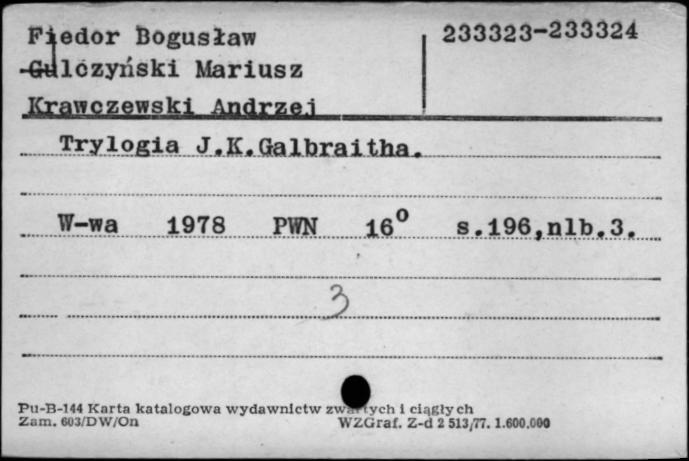 Fiedor Bogusław 233323-233324
Gulczyński Mariusz
Krawczewski Andrzej
Trylogia J.K.Galbraitha.
W-wa 1978 PWN 16° s.196,nlb.3.
3
Pu-B-144 Karta katalogowa wydawnictw zwartych i ciągłych
Zam. 603/DW/On WZGraf. Z-d 2 513/77. 1.600.000